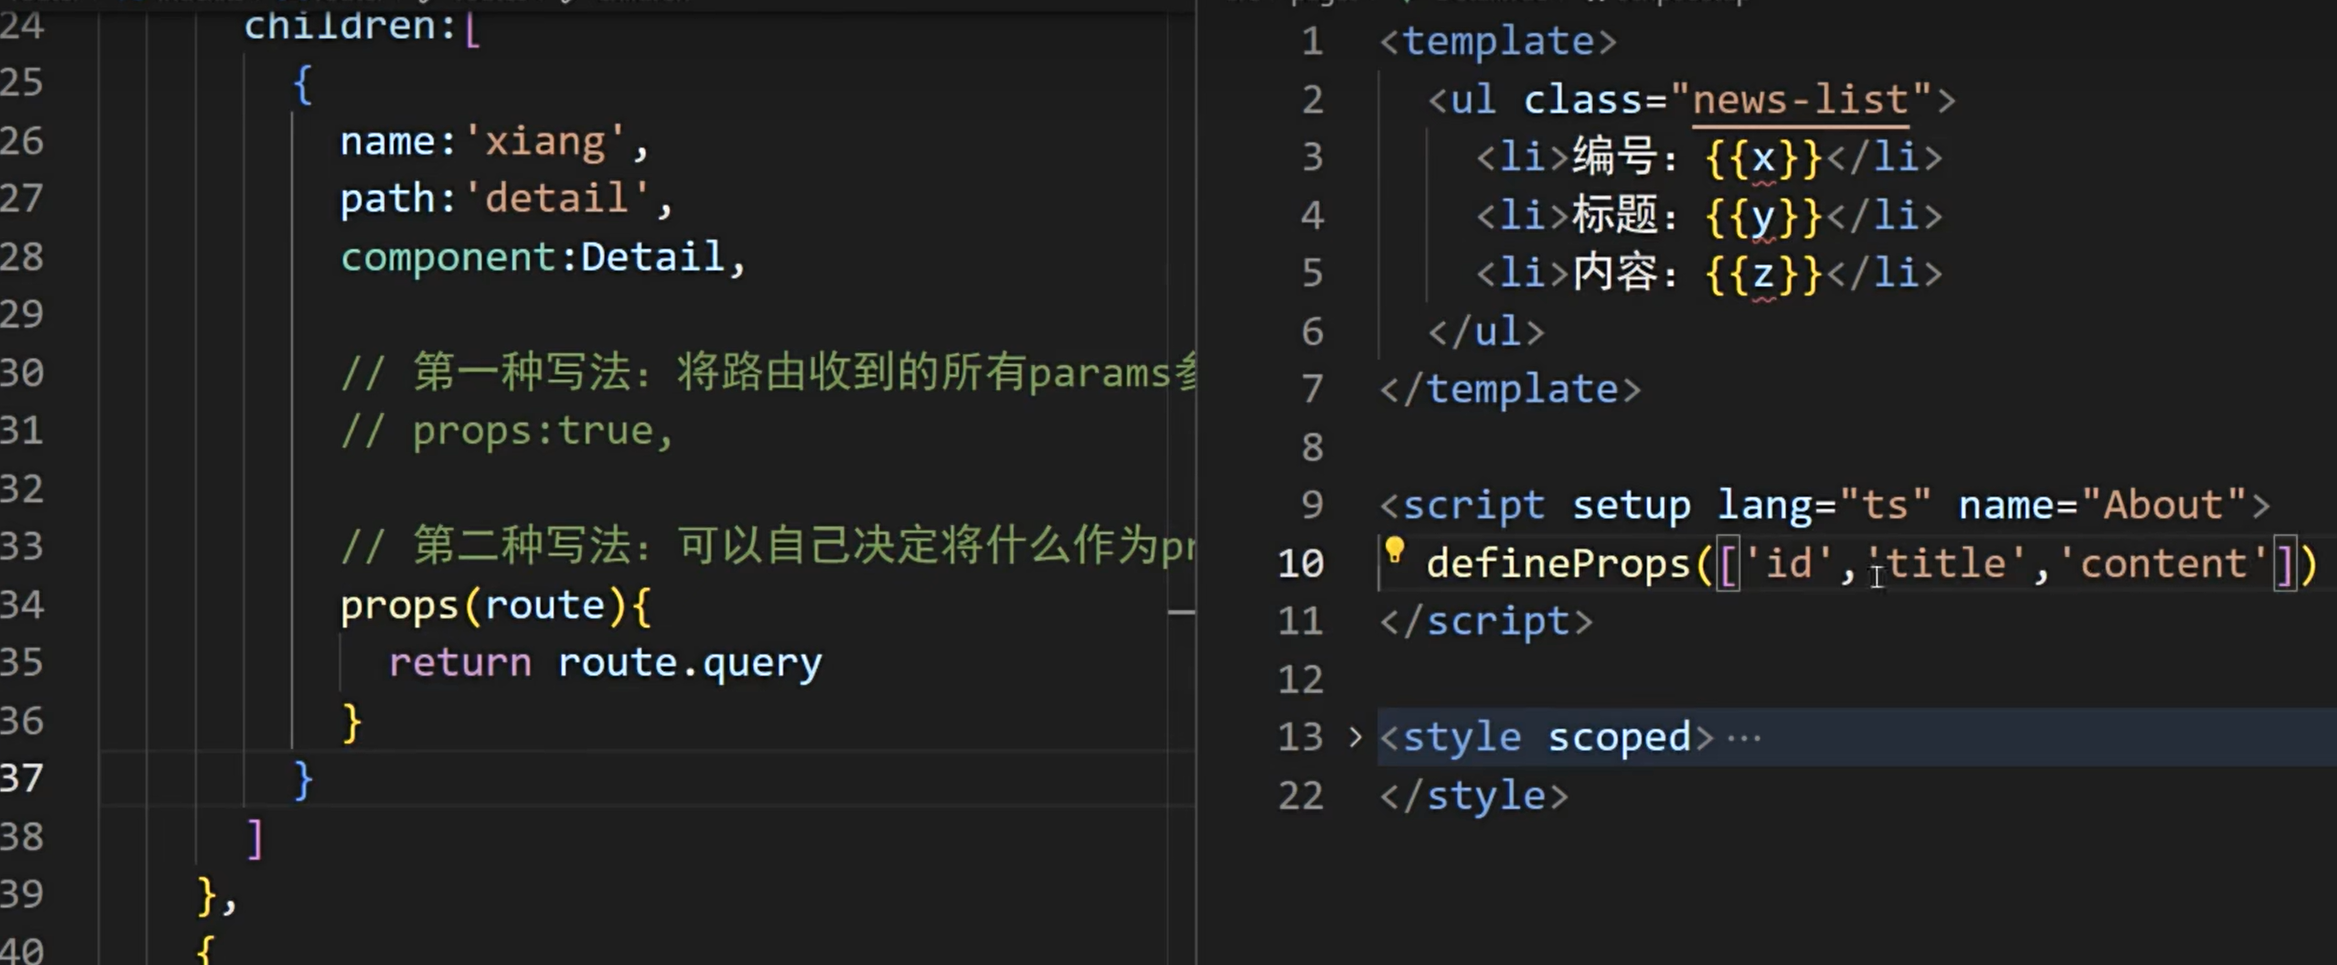 24 children:[
25 {
26 name:'xiang',
27 path:'detail',
28 component:Detail,
29
30 // 第一种写法：将路由收到的所有params参
31 // props:true,
32
33 // 第二种写法：可以自己决定将什么作为pr
34 props(route){
35 return route.query
36 }
37 }
38 ]
39 },
40 {
1 <template>
2 <ul class="news-list">
3 <li>编号：{{x}}</li>
4 <li>标题：{{y}}</li>
5 <li>内容：{{z}}</li>
6 </ul>
7 </template>
8
9 <script setup lang="ts" name="About">
10 defineProps(['id','title','content'])
11 </script>
12
13 > <style scoped>···
22 </style>